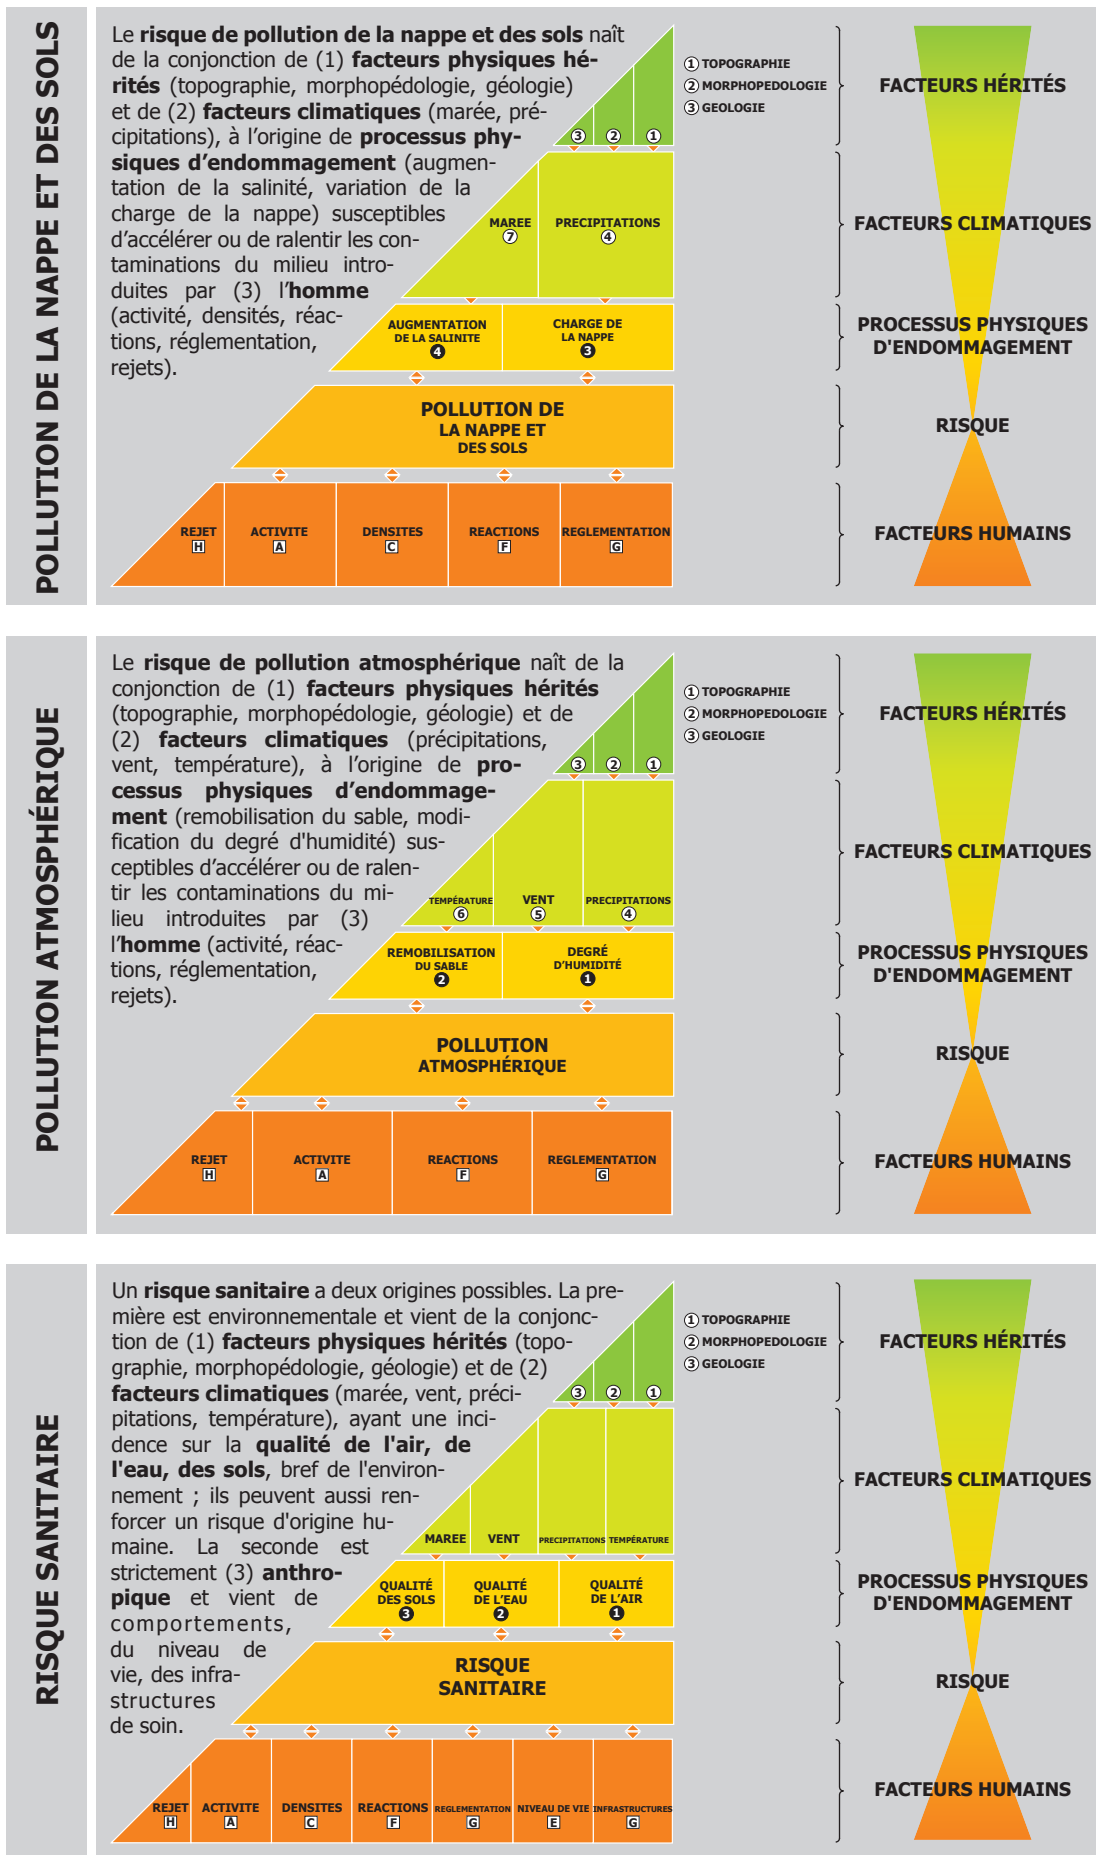 POLLUTION DE LA NAPPE ET DES SOLS
Le risque de pollution de la nappe et des sols naît
de la conjonction de (1) facteurs physiques hé-
rités (topographie, morphopédologie, géologie)
et de (2) facteurs climatiques (marée, pré-
cipitations), à l'origine de processus phy-
siques d'endommagement (augmen-
tation de la salinité, variation de la
charge de la nappe) susceptibles
d'accélérer ou de ralentir les con-
taminations du milieu intro-
duites par (3) l'homme
(activité, densités, réac-
tions, réglementation,
rejets).
3 2 1
1 TOPOGRAPHIE
2 MORPHOPEDOLOGIE
3 GEOLOGIE
FACTEURS HÉRITÉS
MAREE
7
PRECIPITATIONS
4
FACTEURS CLIMATIQUES
AUGMENTATION
DE LA SALINITE
4
CHARGE DE
LA NAPPE
3
PROCESSUS PHYSIQUES
D'ENDOMMAGEMENT
POLLUTION DE
LA NAPPE ET
DES SOLS
RISQUE
REJET
H
ACTIVITE
A
DENSITES
C
REACTIONS
F
REGLEMENTATION
G
FACTEURS HUMAINS
POLLUTION ATMOSPHÉRIQUE
Le risque de pollution atmosphérique naît de la
conjonction de (1) facteurs physiques hérités
(topographie, morphopédologie, géologie) et de
(2) facteurs climatiques (précipitations,
vent, température), à l'origine de pro-
cessus physiques d'endommage-
ment (remobilisation du sable, modi-
fication du degré d'humidité) sus-
ceptibles d'accélérer ou de ralen-
tir les contaminations du mi-
lieu introduites par (3)
l'homme (activité, réac-
tions, réglementation,
rejets).
3 2 1
1 TOPOGRAPHIE
2 MORPHOPEDOLOGIE
3 GEOLOGIE
FACTEURS HÉRITÉS
TEMPÉRATURE
6
VENT
5
PRECIPITATIONS
4
FACTEURS CLIMATIQUES
REMOBILISATION
DU SABLE
2
DEGRÉ
D'HUMIDITÉ
1
PROCESSUS PHYSIQUES
D'ENDOMMAGEMENT
POLLUTION
ATMOSPHÉRIQUE
RISQUE
REJET
H
ACTIVITE
A
REACTIONS
F
REGLEMENTATION
G
FACTEURS HUMAINS
RISQUE SANITAIRE
Un risque sanitaire a deux origines possibles. La pre-
mière est environnementale et vient de la conjonc-
tion de (1) facteurs physiques hérités (topo-
graphie, morphopédologie, géologie) et de (2)
facteurs climatiques (marée, vent, préci-
pitations, température), ayant une inci-
dence sur la qualité de l'air, de
l'eau, des sols, bref de l'environ-
nement ; ils peuvent aussi ren-
forcer un risque d'origine hu-
maine. La seconde est
strictement (3) anthro-
pique et vient de
comportements,
du niveau de
vie, des infra-
structures
de soin.
3 2 1
1 TOPOGRAPHIE
2 MORPHOPEDOLOGIE
3 GEOLOGIE
FACTEURS HÉRITÉS
MAREE
VENT
PRECIPITATIONS
TEMPÉRATURE
FACTEURS CLIMATIQUES
QUALITÉ
DES SOLS
3
QUALITÉ
DE L'EAU
2
QUALITÉ
DE L'AIR
1
PROCESSUS PHYSIQUES
D'ENDOMMAGEMENT
RISQUE
SANITAIRE
RISQUE
REJET
H
ACTIVITE
A
DENSITES
C
REACTIONS
F
REGLEMENTATION
G
NIVEAU DE VIE
E
INFRASTRUCTURES
G
FACTEURS HUMAINS